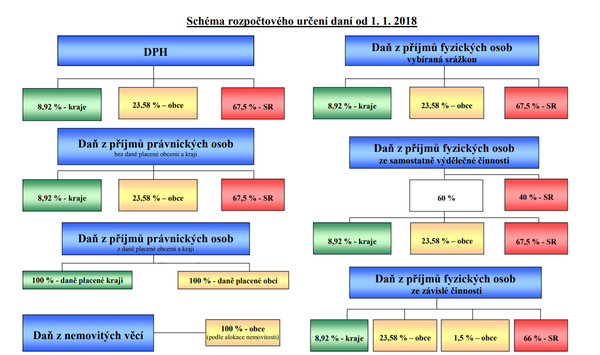 Schéma rozpočtového určení daní od 1. 1. 2018
DPH
8,92 % - kraje
23,58 % – obce
67,5 % - SR
Daň z příjmů právnických osob
bez daně placené obcemi a kraji
8,92 % - kraje
23,58 % – obce
67,5 % - SR
Daň z příjmů právnických osob
z daně placené obcemi a kraji
100 % - daně placené kraji
100 % - daně placené obcí
Daň z nemovitých věcí
100 % - obce
(podle alokace nemovitosti)
Daň z příjmů fyzických osob
vybíraná srážkou
8,92 % - kraje
23,58 % – obce
67,5 % - SR
Daň z příjmů fyzických osob
ze samostatně výdělečné činnosti
60 %
40 % - SR
8,92 % - kraje
23,58 % – obce
67,5 % - SR
Daň z příjmů fyzických osob
ze závislé činnosti
8,92 % - kraje
23,58 % – obce
1,5 % – obce
66 % - SR